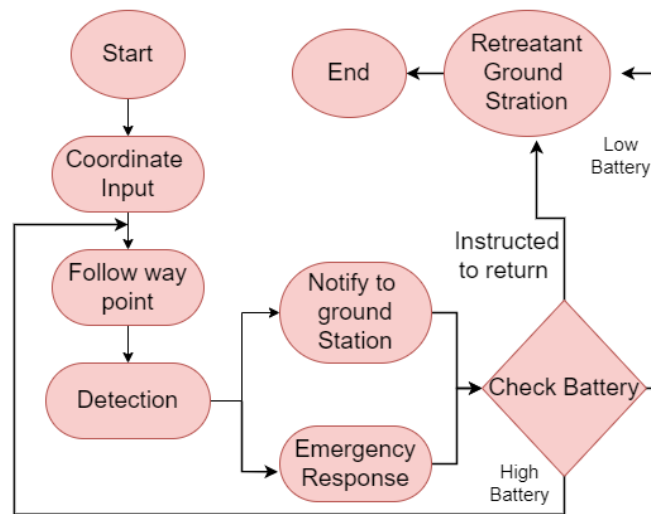 Start
Coordinate
Input
Follow way
point
Detection
Notify to
ground
Station
Emergency
Response
Check Battery
High
Battery
Instructed
to return
Low
Battery
Retreatant
Ground
Stration
End